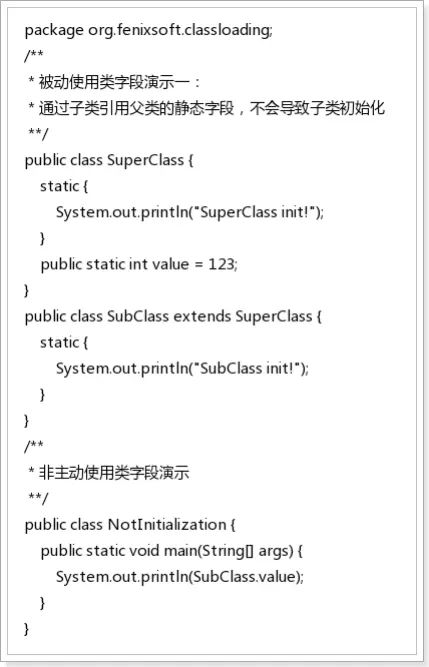 package org.fenixsoft.classloading;
/**
 * 被动使用类字段演示一：
 * 通过子类引用父类的静态字段，不会导致子类初始化
 **/
public class SuperClass {
    static {
        System.out.println("SuperClass init!");
    }
    public static int value = 123;
}
public class SubClass extends SuperClass {
    static {
        System.out.println("SubClass init!");
    }
}
/**
 * 非主动使用类字段演示
 **/
public class NotInitialization {
    public static void main(String[] args) {
        System.out.println(SubClass.value);
    }
}